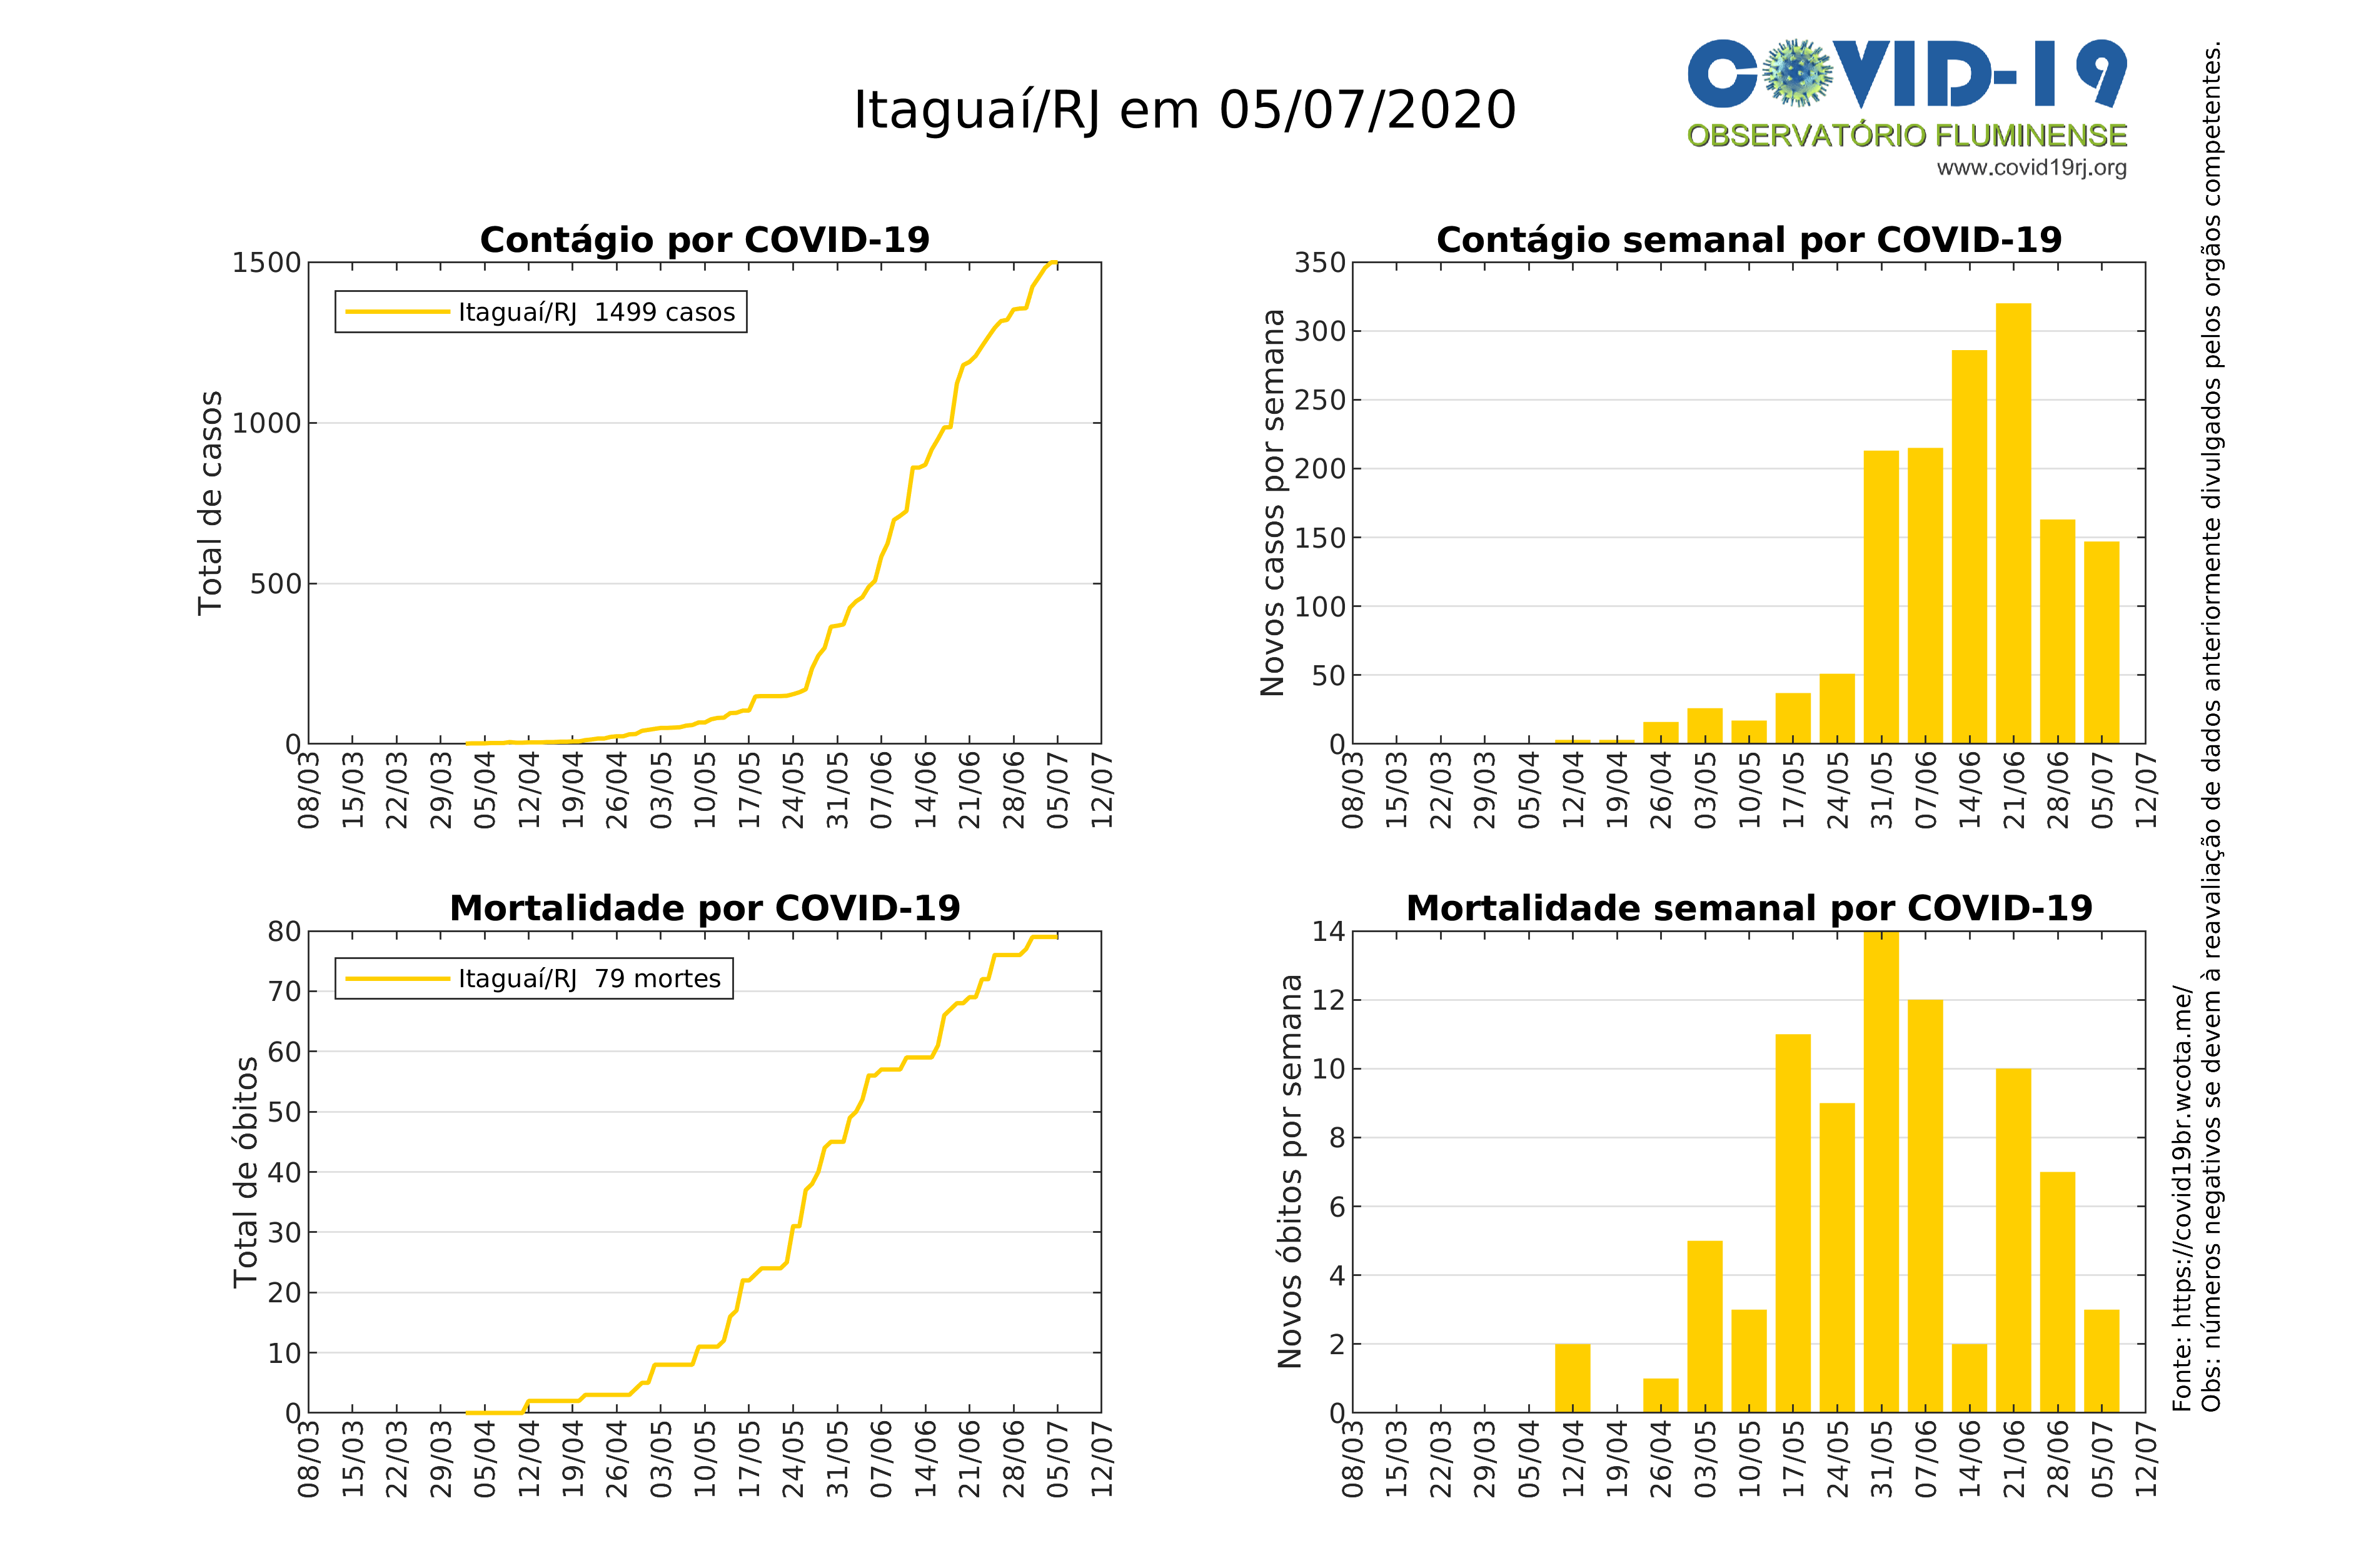 Itaguaí/RJ em 05/07/2020
COVID-19
OBSERVATÓRIO FLUMINENSE
www.covid19rj.org
Contágio por COVID-19
Total de casos
1500
1000
500
0
Itaguaí/RJ  1499 casos
08/03 15/03 22/03 29/03 05/04 12/04 19/04 26/04 03/05 10/05 17/05 24/05 31/05 07/06 14/06 21/06 28/06 05/07 12/07
Contágio semanal por COVID-19
Novos casos por semana
350
300
250
200
150
100
50
0
08/03 15/03 22/03 29/03 05/04 12/04 19/04 26/04 03/05 10/05 17/05 24/05 31/05 07/06 14/06 21/06 28/06 05/07 12/07
Mortalidade por COVID-19
Total de óbitos
80
70
60
50
40
30
20
10
0
Itaguaí/RJ  79 mortes
08/03 15/03 22/03 29/03 05/04 12/04 19/04 26/04 03/05 10/05 17/05 24/05 31/05 07/06 14/06 21/06 28/06 05/07 12/07
Mortalidade semanal por COVID-19
Novos óbitos por semana
14
12
10
8
6
4
2
0
08/03 15/03 22/03 29/03 05/04 12/04 19/04 26/04 03/05 10/05 17/05 24/05 31/05 07/06 14/06 21/06 28/06 05/07 12/07
Fonte: https://covid19br.wcota.me/
Obs: números negativos se devem à reavaliação de dados anteriormente divulgados pelos orgãos competentes.